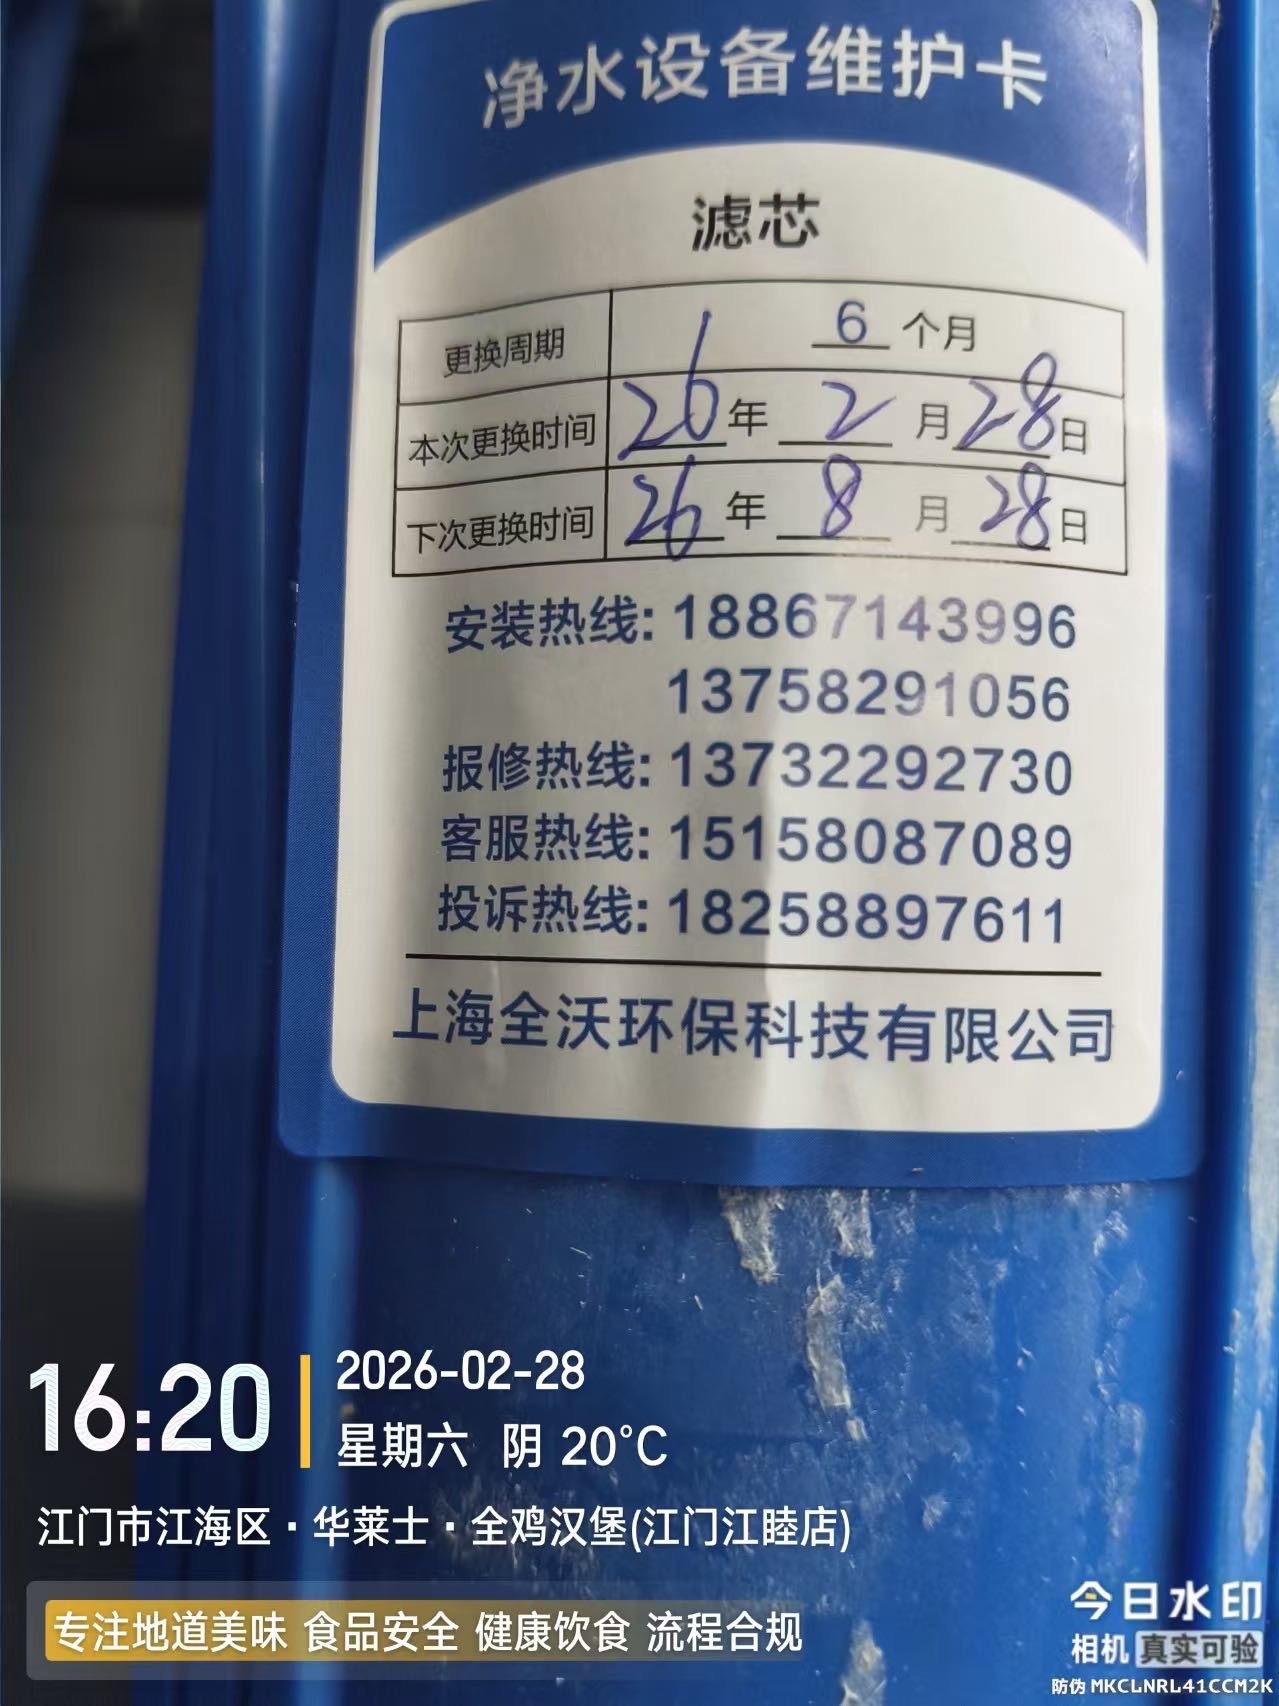 净水设备维护卡
滤芯
更换周期 6 个月
本次更换时间 26 年 2 月 28 日
下次更换时间 26 年 8 月 28 日
安装热线: 18867143996
13758291056
报修热线: 13732292730
客服热线: 15158087089
投诉热线: 18258897611
上海全沃环保科技有限公司
16:20
2026-02-28
星期六 阴 20°C
江门市江海区·华莱士·全鸡汉堡(江门江睦店)
专注地道美味 食品安全 健康饮食 流程合规
今日水印
相机 真实可验
防伪 MKCLNRL41CCM2K